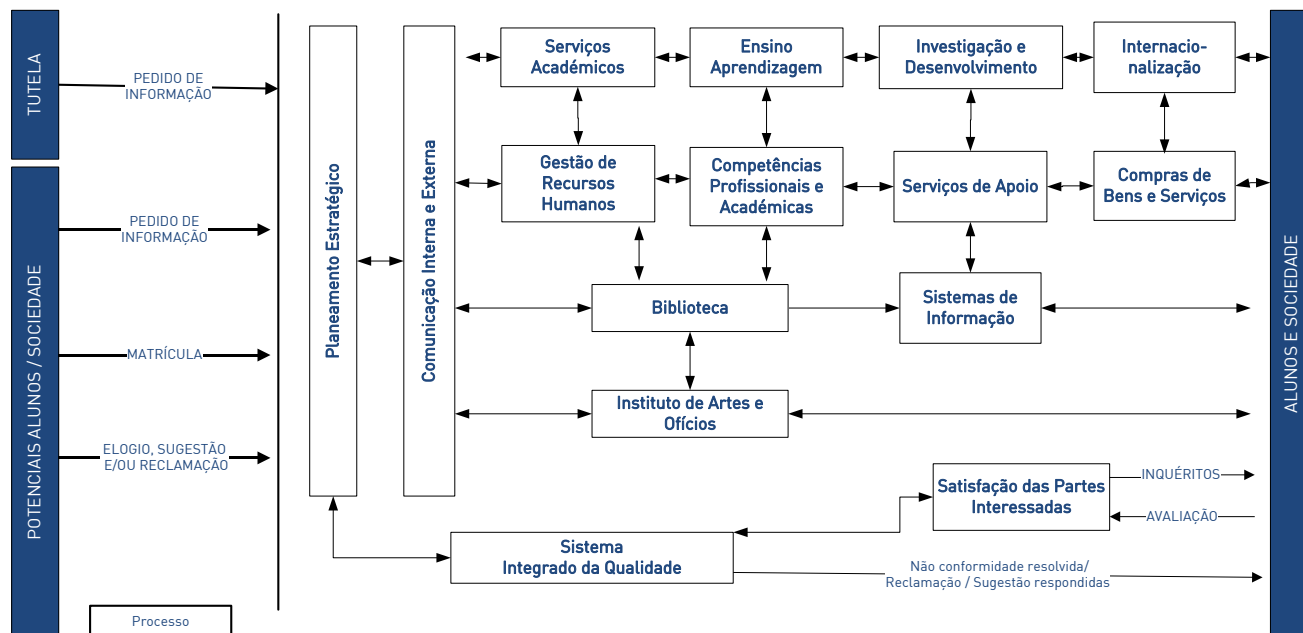 TUTELA
PEDIDO DE
INFORMAÇÃO
POTENCIAIS ALUNOS / SOCIEDADE
PEDIDO DE
INFORMAÇÃO
MATRÍCULA
ELOGIO, SUGESTÃO
E/OU RECLAMAÇÃO
Processo
Planeamento Estratégico
Comunicação Interna e Externa
Serviços
Académicos
Ensino
Aprendizagem
Investigação e
Desenvolvimento
Internacio-
nalização
Gestão de
Recursos
Humanos
Competências
Profissionais e
Académicas
Serviços de Apoio
Compras de
Bens e Serviços
Biblioteca
Sistemas de
Informação
Instituto de Artes e
Ofícios
Satisfação das Partes
Interessadas
INQUÉRITOS
AVALIAÇÃO
Sistema
Integrado da Qualidade
Não conformidade resolvida/
Reclamação / Sugestão respondidas
ALUNOS E SOCIEDADE